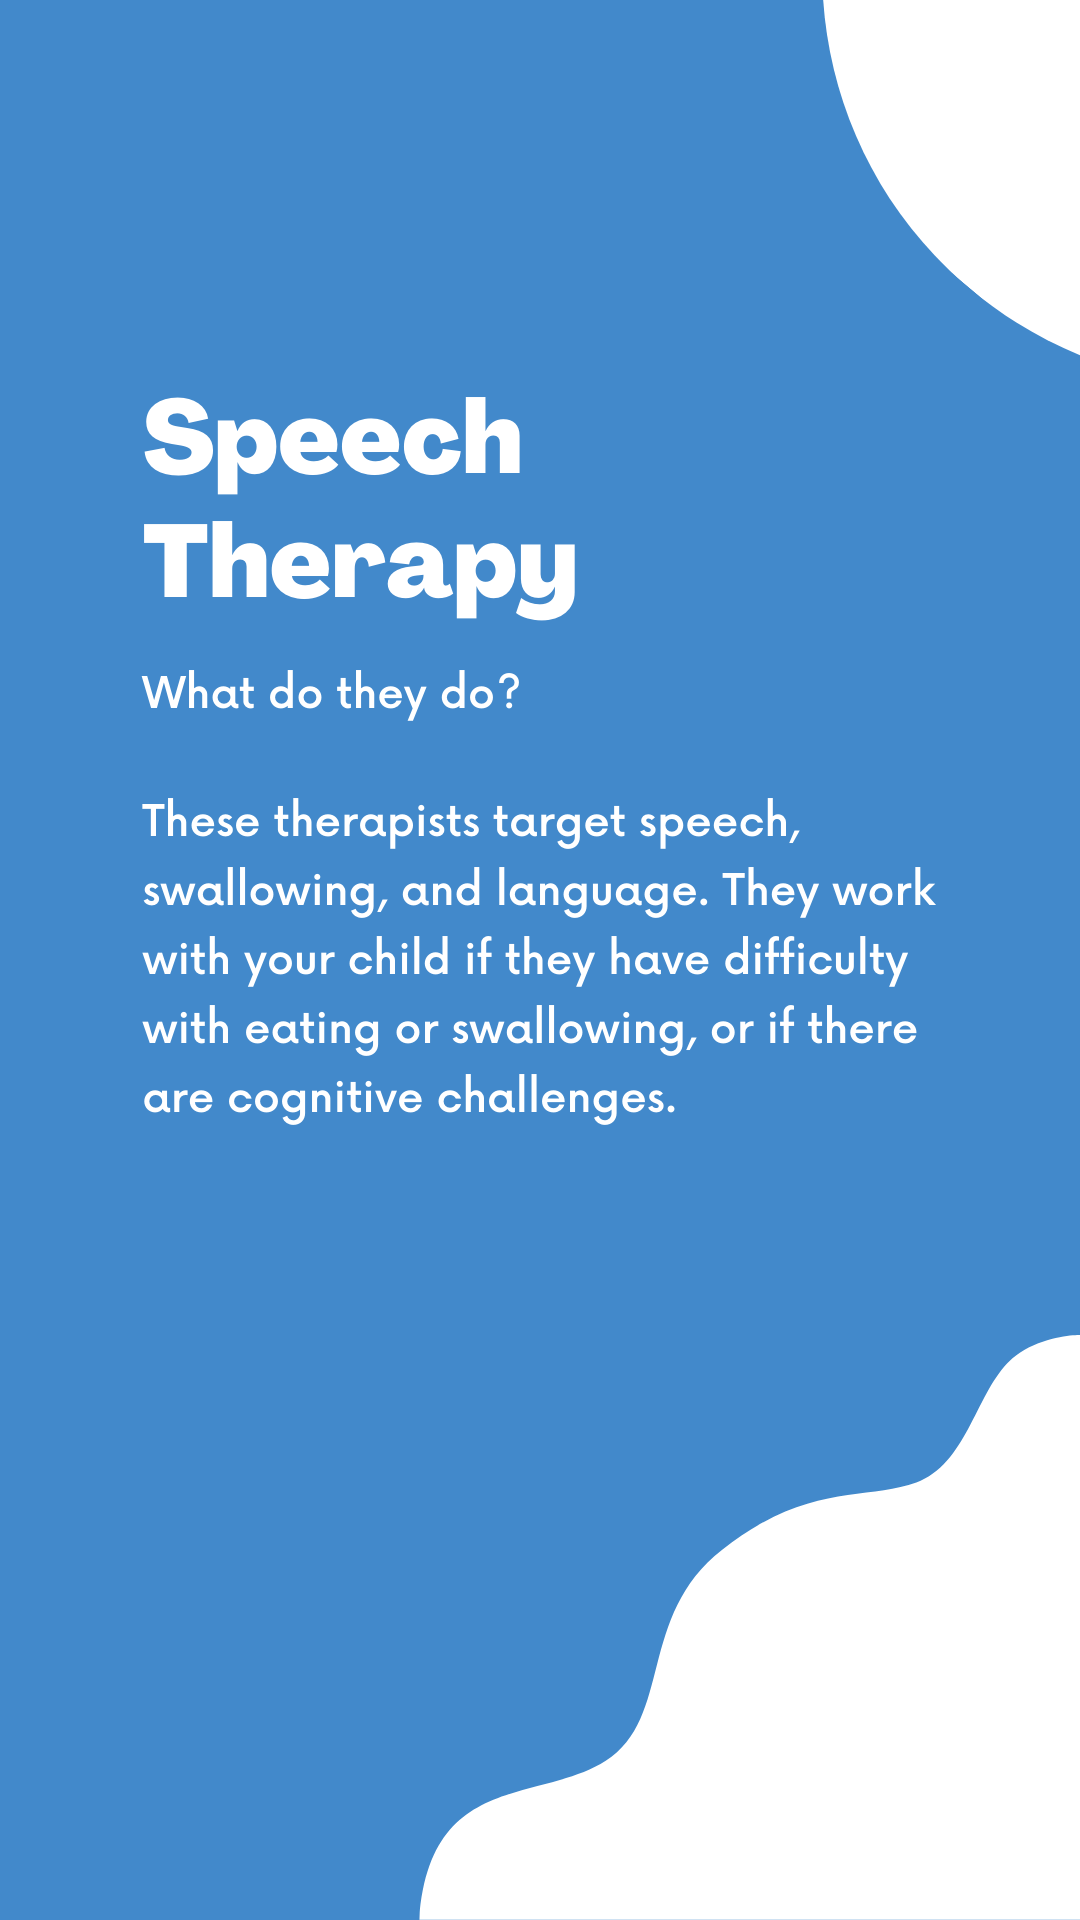 Speech
Therapy
What do they do?
These therapists target speech,
swallowing, and language. They work
with your child if they have difficulty
with eating or swallowing, or if there
are cognitive challenges.